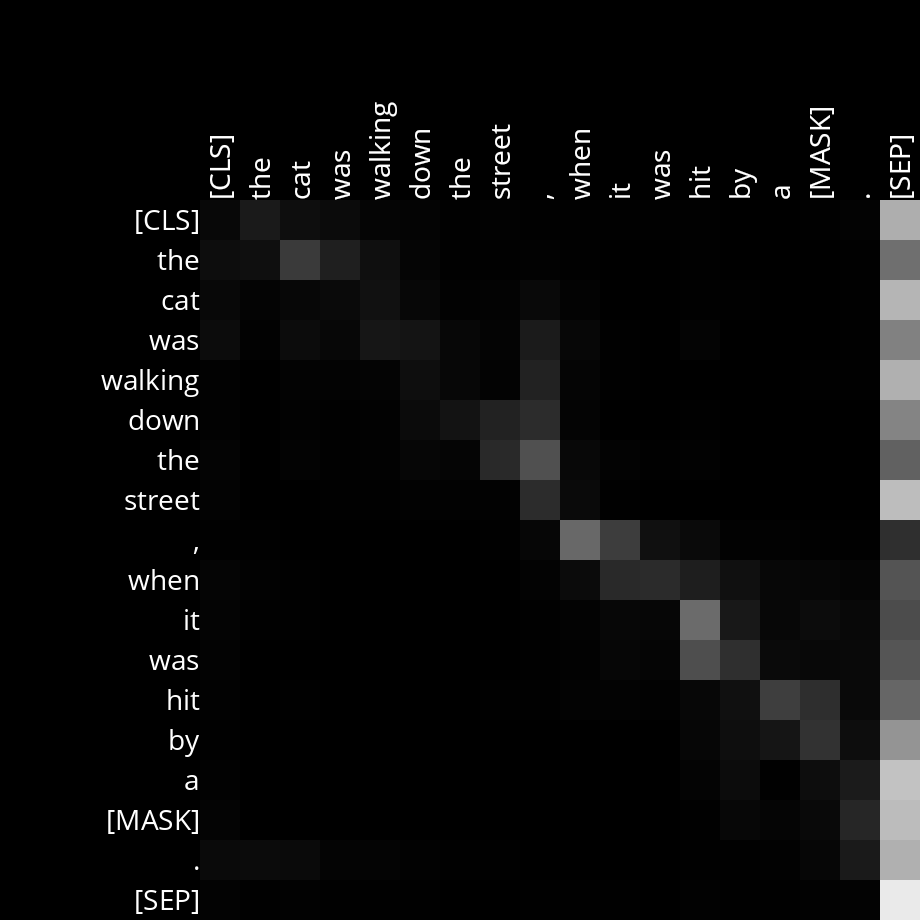 [CLS] the cat was walking down the street , when it was hit by a [MASK] . [SEP]
[CLS]
the
cat
was
walking
down
the
street
,
when
it
was
hit
by
a
[MASK]
.
[SEP]